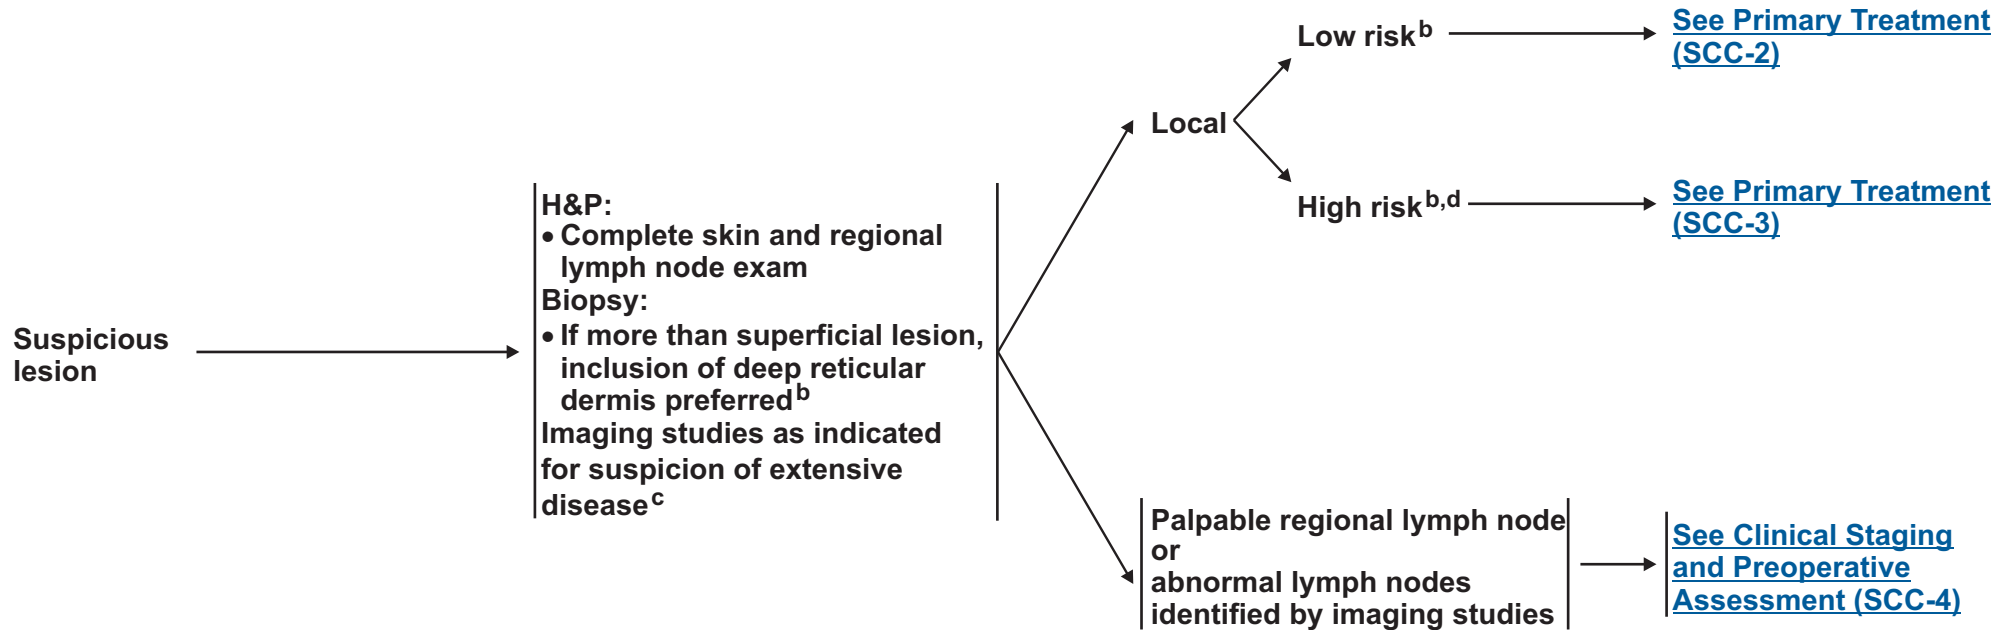 Suspicious
lesion
H&P:
• Complete skin and regional
lymph node exam
Biopsy:
• If more than superficial lesion,
inclusion of deep reticular
dermis preferred b
Imaging studies as indicated
for suspicion of extensive
disease c
Local
Low risk b
See Primary Treatment
(SCC-2)
High risk b,d
See Primary Treatment
(SCC-3)
Palpable regional lymph node
or
abnormal lymph nodes
identified by imaging studies
See Clinical Staging
and Preoperative
Assessment (SCC-4)